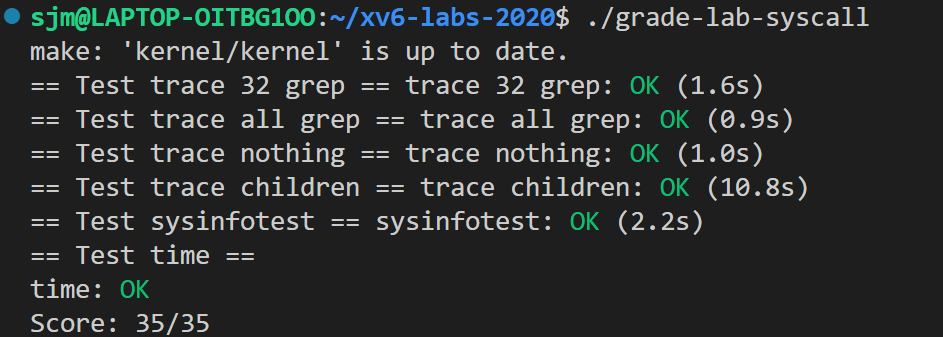 sjm@LAPTOP-OITBG1OO:~/xv6-labs-2020$ ./grade-lab-syscall
make: 'kernel/kernel' is up to date.
== Test trace 32 grep == trace 32 grep: OK (1.6s)
== Test trace all grep == trace all grep: OK (0.9s)
== Test trace nothing == trace nothing: OK (1.0s)
== Test trace children == trace children: OK (10.8s)
== Test sysinfotest == sysinfotest: OK (2.2s)
== Test time ==
time: OK
Score: 35/35